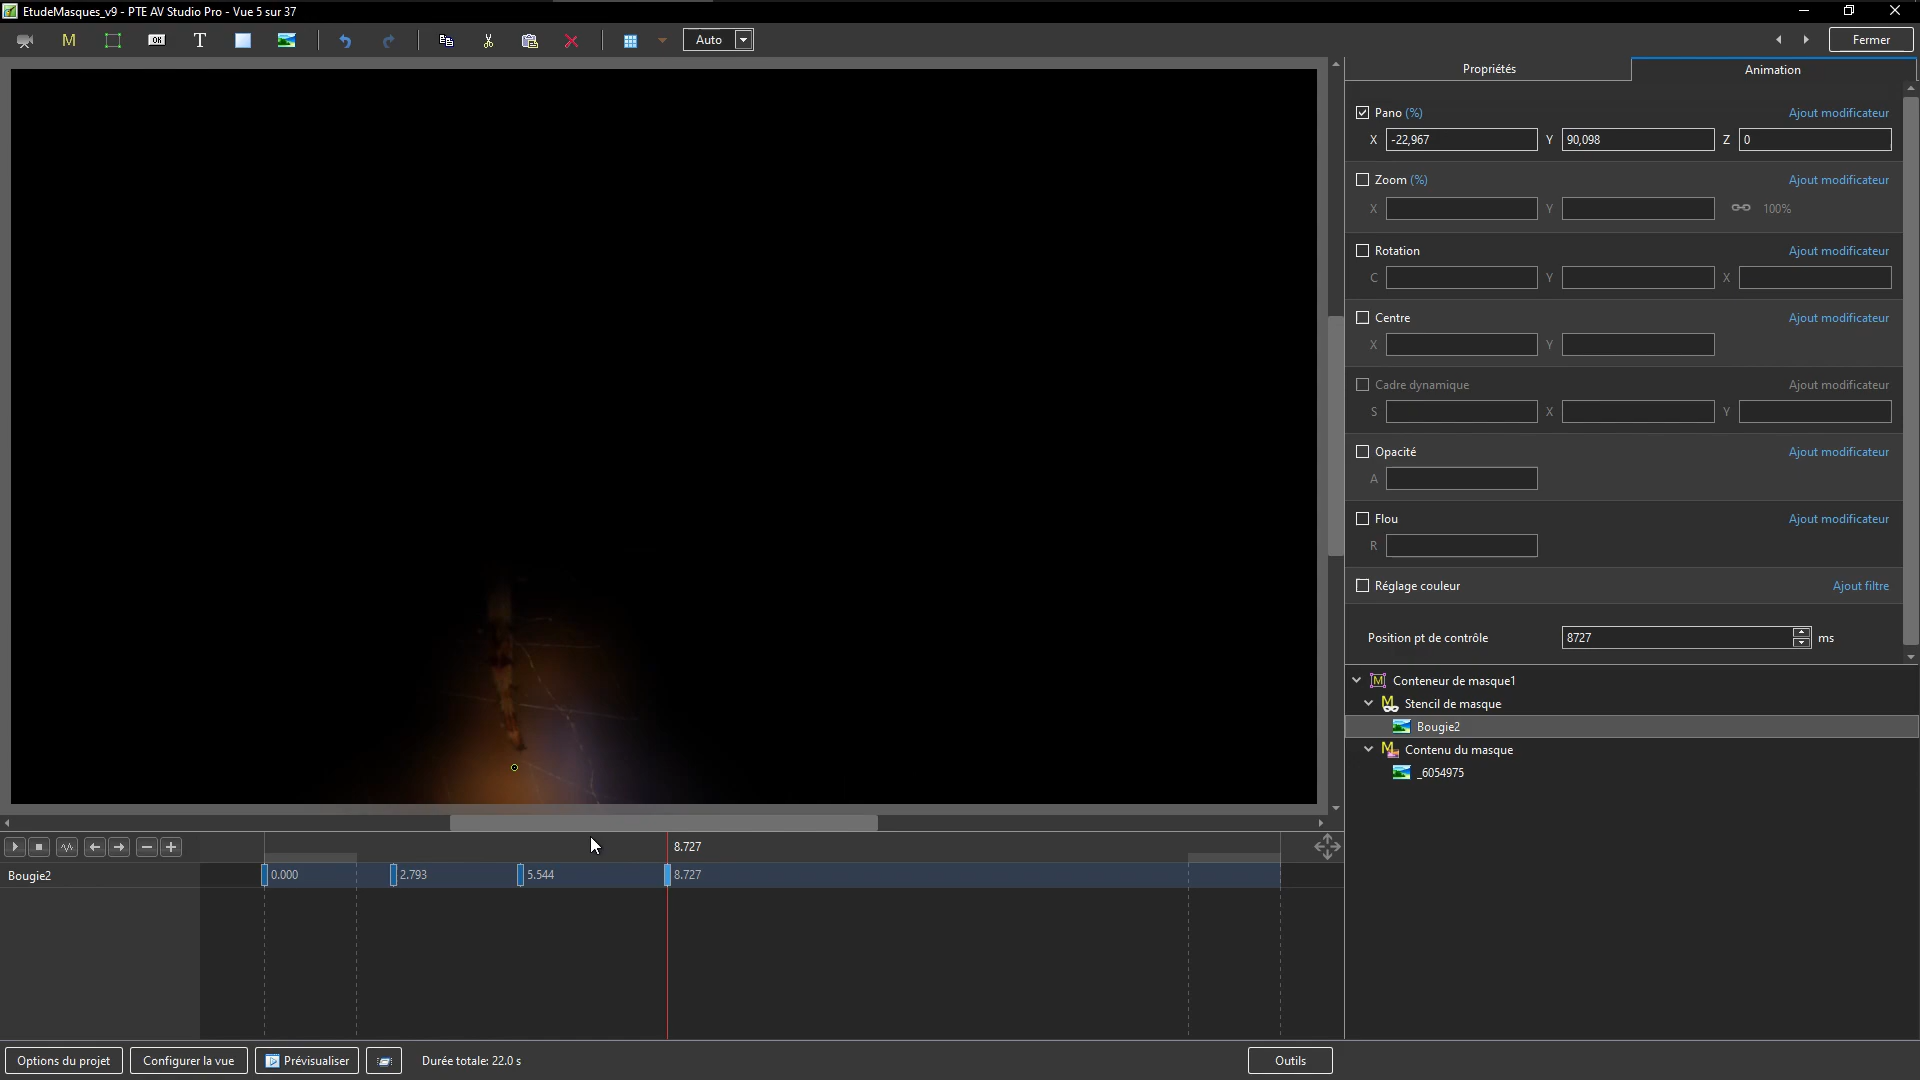 EtudeMasques_v9 - PTE AV Studio Pro - Vue 5 sur 37
M OK T Auto Fermer
Propriétés Animation
Pano (%) Ajout modificateur
X -22,967 Y 90,098 Z 0
Zoom (%) Ajout modificateur
X Y 100%
Rotation Ajout modificateur
C Y X
Centre Ajout modificateur
X Y
Cadre dynamique Ajout modificateur
S X Y
Opacité Ajout modificateur
A
Flou Ajout modificateur
R
Réglage couleur Ajout filtre
Position pt de contrôle 8727 ms
M Conteneur de masque1
M Stencil de masque
Bougie2
M Contenu du masque
_6054975
8.727
Bougie2 0.000 2.793 5.544 8.727
Options du projet Configurer la vue Prévisualiser Durée totale: 22.0 s Outils